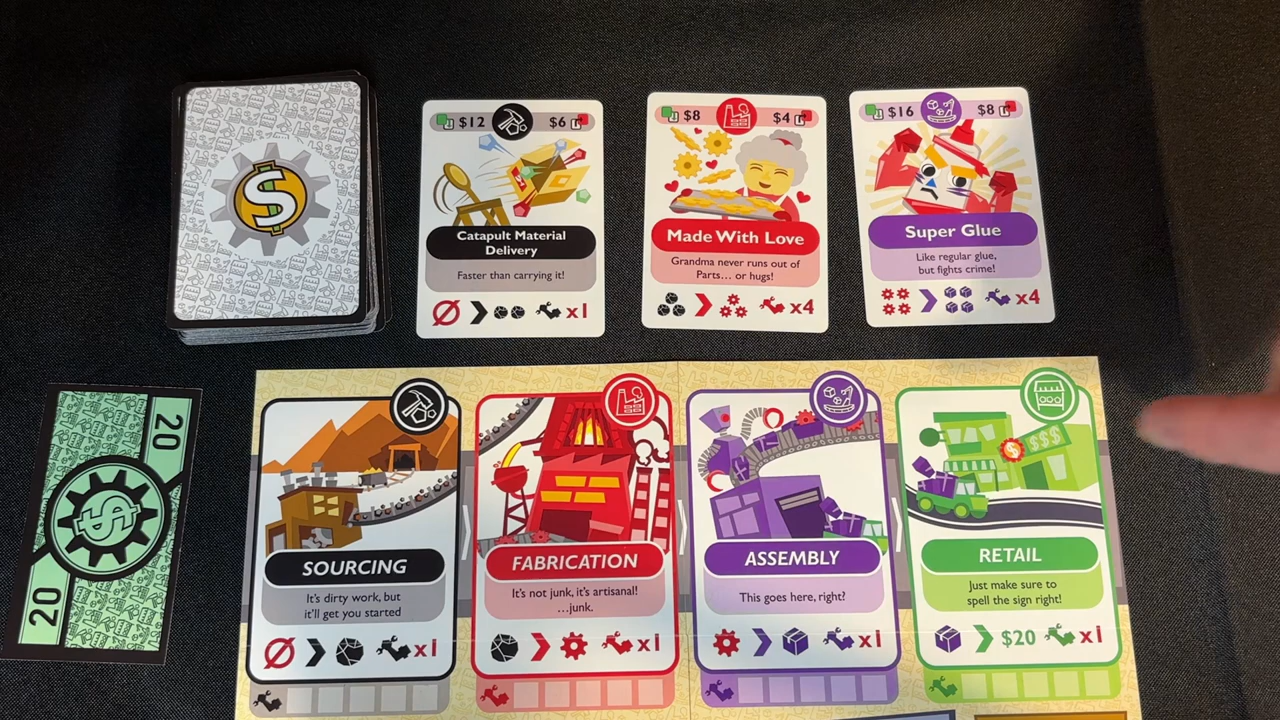 $12 $6
Catapult Material
Delivery
Faster than carrying it!
x1
$8 $4
Made With Love
Grandma never runs out of
Parts... or hugs!
x4
$16 $8
Super Glue
Like regular glue,
but fights crime!
x4
20
20
SOURCING
It's dirty work, but
it'll get you started
x1
FABRICATION
It's not junk, it's artisanal!
...junk.
x1
ASSEMBLY
This goes here, right?
x1
$$$
RETAIL
Just make sure to
spell the sign right!
$20 x1